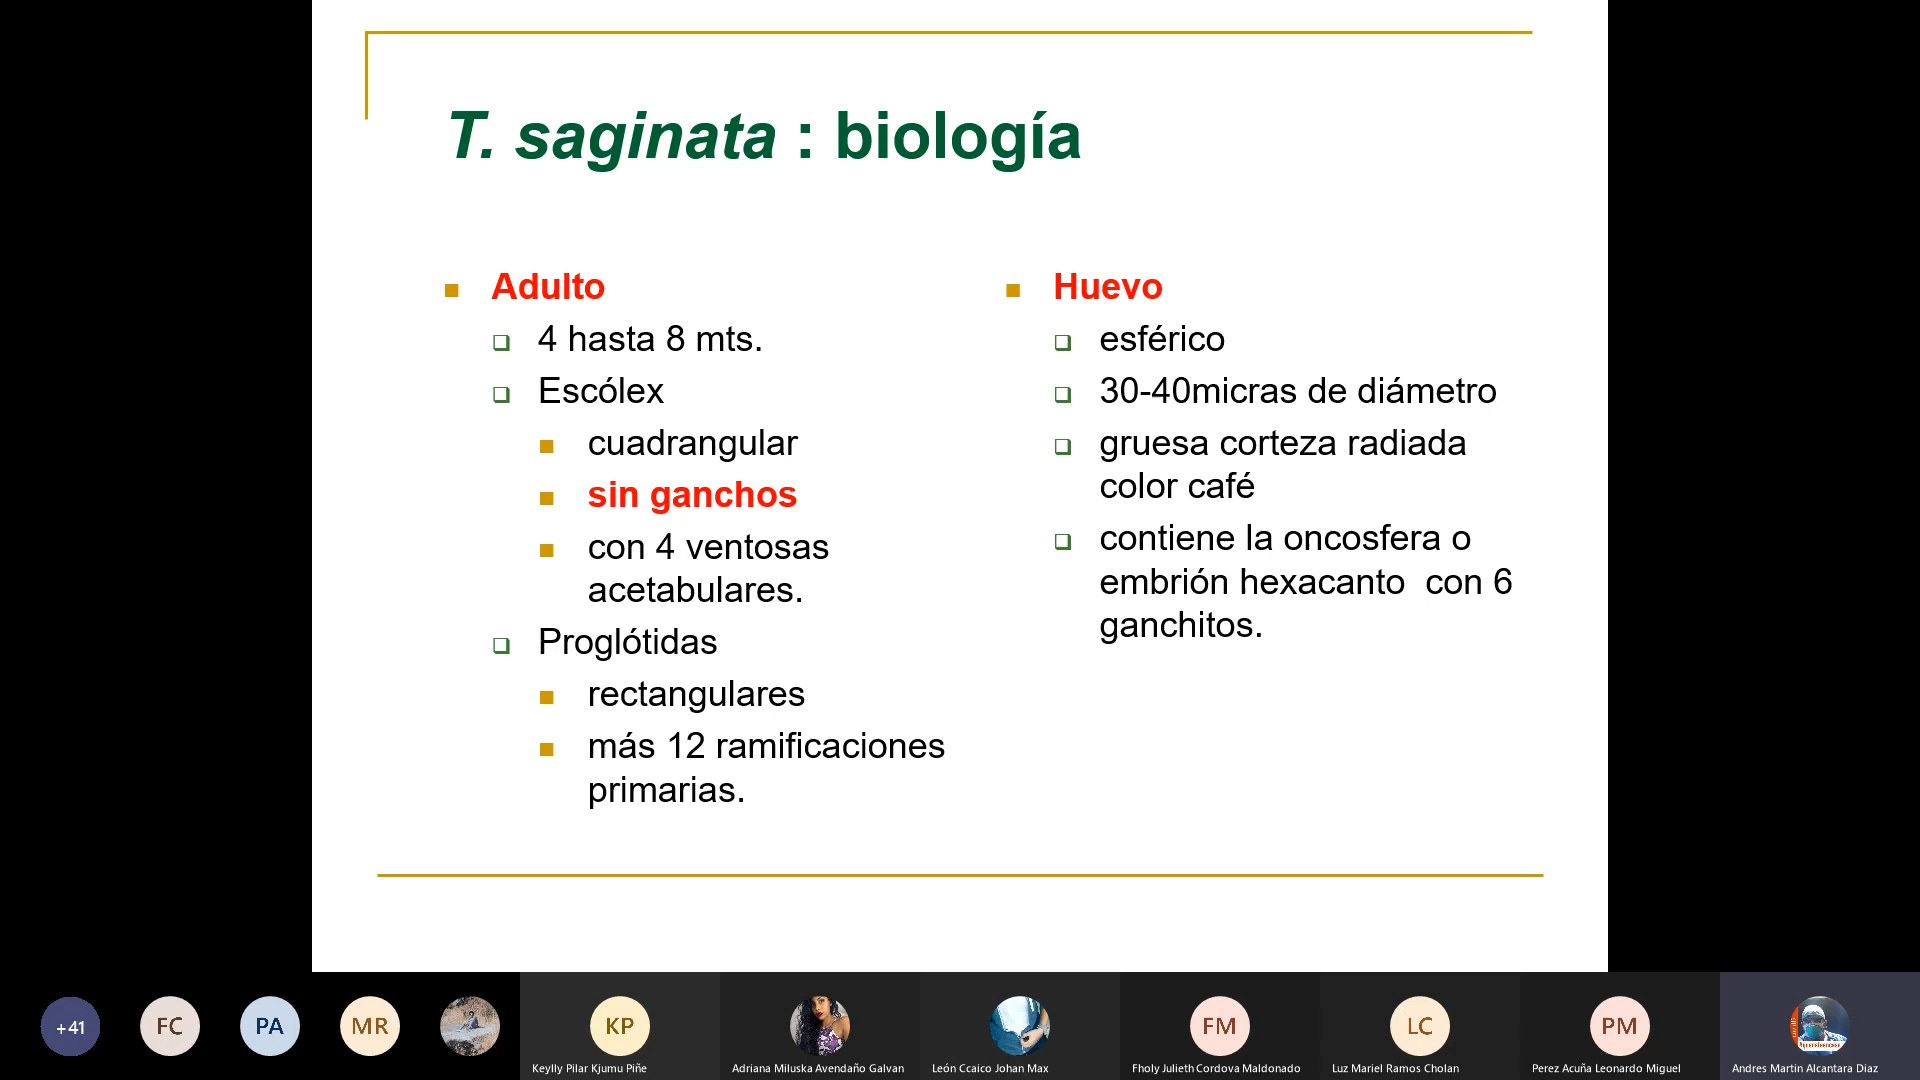 T. saginata : biología
Adulto
4 hasta 8 mts.
Escólex
cuadrangular
sin ganchos
con 4 ventosas
acetabulares.
Proglótidas
rectangulares
más 12 ramificaciones
primarias.
Huevo
esférico
30-40micras de diámetro
gruesa corteza radiada
color café
contiene la oncosfera o
embrión hexacanto con 6
ganchitos.
+41
FC
PA
MR
KP
FM
LC
PM
Keylly Pilar Kjumu Piñe
Adriana Miluska Avendaño Galvan
León Ccaico Johan Max
Fholy Julieth Cordova Maldonado
Luz Mariel Ramos Cholan
Perez Acuña Leonardo Miguel
Andres Martin Alcantara Diaz